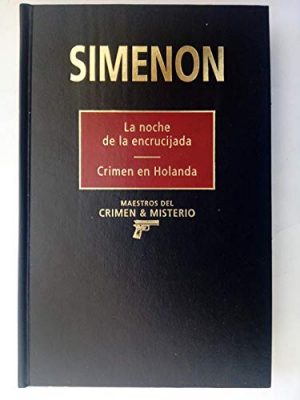 SIMENON
La noche
de la encrucijada
Crimen en Holanda
MAESTROS DEL
CRIMEN & MISTERIO